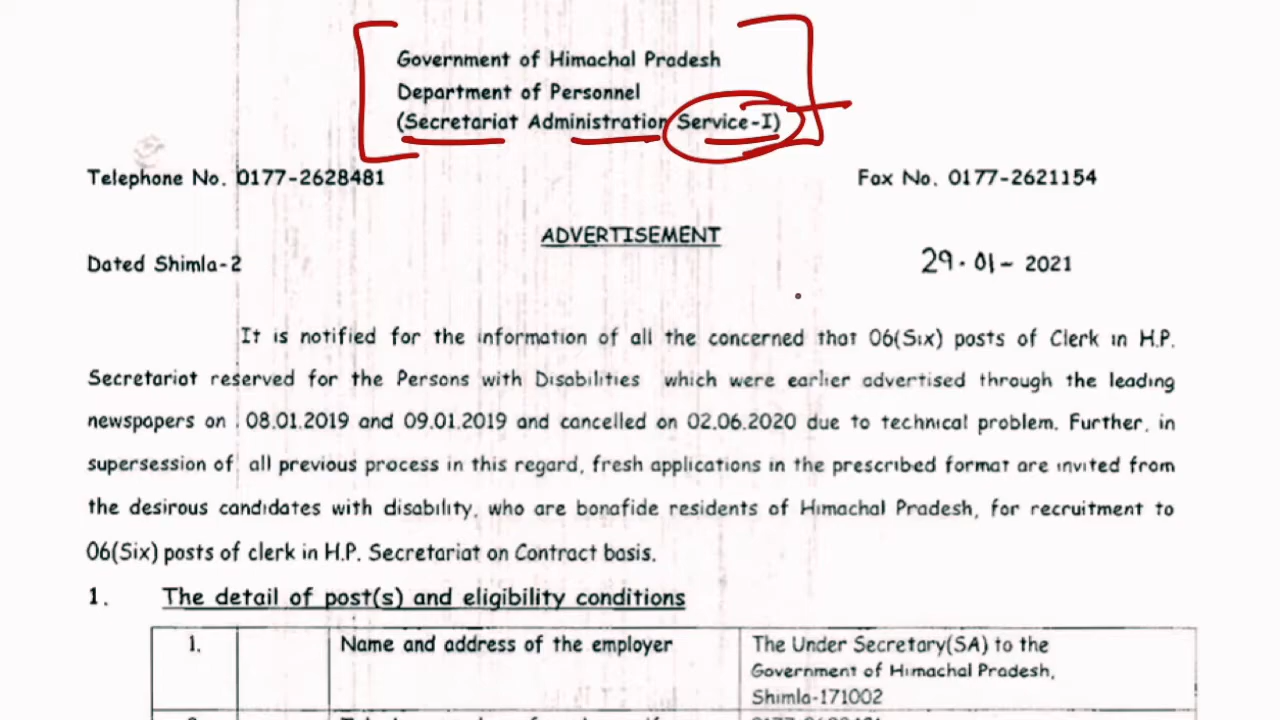 Government of Himachal Pradesh
Department of Personnel
(Secretariat Administration Service-I)
Telephone No. 0177-2628481 Fax No. 0177-2621154
ADVERTISEMENT
Dated Shimla-2 29.01-2021
It is notified for the information of all the concerned that 06(Six) posts of Clerk in H.P.
Secretariat reserved for the Persons with Disabilities which were earlier advertised through the leading
newspapers on 08.01.2019 and 09.01.2019 and cancelled on 02.06.2020 due to technical problem. Further, in
supersession of all previous process in this regard, fresh applications in the prescribed format are invited from
the desirous candidates with disability, who are bonafide residents of Himachal Pradesh, for recruitment to
06(Six) posts of clerk in H.P. Secretariat on Contract basis.
1. The detail of post(s) and eligibility conditions
1. Name and address of the employer The Under Secretary(SA) to the
Government of Himachal Pradesh,
Shimla-171002